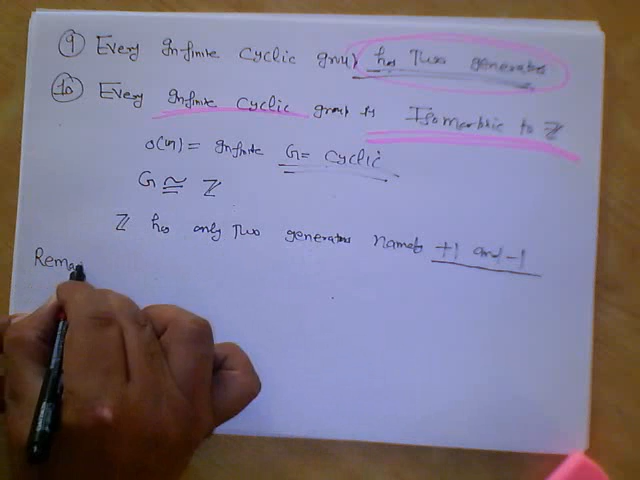 9 Every Infinite Cyclic group has Two generators
10 Every Infinite Cyclic group is Isomorphic to ℤ
o(G) = Infinite G = Cyclic
G ≅ ℤ
ℤ has only Two generators namely +1 and -1
Rema